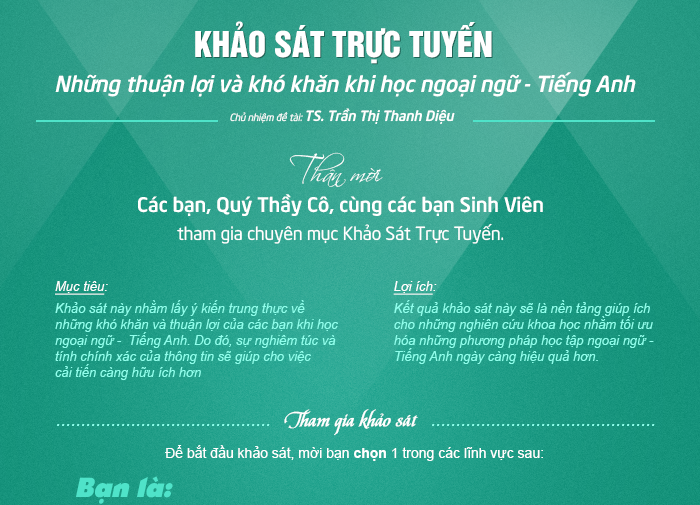 KHẢO SÁT TRỰC TUYẾN
Những thuận lợi và khó khăn khi học ngoại ngữ - Tiếng Anh
Chủ nhiệm đề tài: TS. Trần Thị Thanh Diệu
Thân mời
Các bạn, Quý Thầy Cô, cùng các bạn Sinh Viên
tham gia chuyên mục Khảo Sát Trực Tuyến.
Mục tiêu:
Khảo sát này nhằm lấy ý kiến trung thực về
những khó khăn và thuận lợi của các bạn khi học
ngoại ngữ - Tiếng Anh. Do đó, sự nghiêm túc và
tính chính xác của thông tin sẽ giúp cho việc
cải tiến càng hữu ích hơn
Lợi ích:
Kết quả khảo sát này sẽ là nền tảng giúp ích
cho những nghiên cứu khoa học nhằm tối ưu
hóa những phương pháp học tập ngoại ngữ -
Tiếng Anh ngày càng hiệu quả hơn.
Tham gia khảo sát
Để bắt đầu khảo sát, mời bạn chọn 1 trong các lĩnh vực sau:
Bạn là: